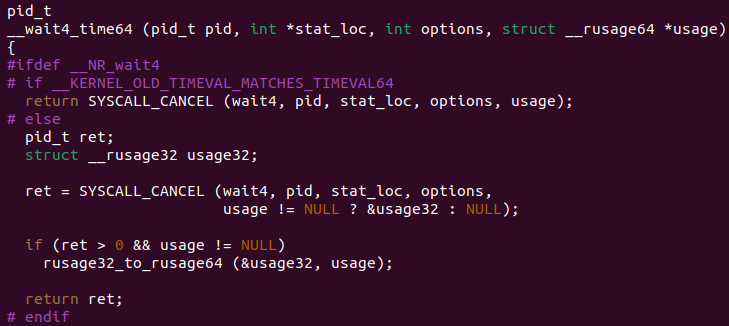 pid_t
__wait4_time64 (pid_t pid, int *stat_loc, int options, struct __rusage64 *usage)
{
#ifdef __NR_wait4
# if __KERNEL_OLD_TIMEVAL_MATCHES_TIMEVAL64
  return SYSCALL_CANCEL (wait4, pid, stat_loc, options, usage);
# else
  pid_t ret;
  struct __rusage32 usage32;

  ret = SYSCALL_CANCEL (wait4, pid, stat_loc, options,
                        usage != NULL ? &usage32 : NULL);

  if (ret > 0 && usage != NULL)
    rusage32_to_rusage64 (&usage32, usage);

  return ret;
# endif